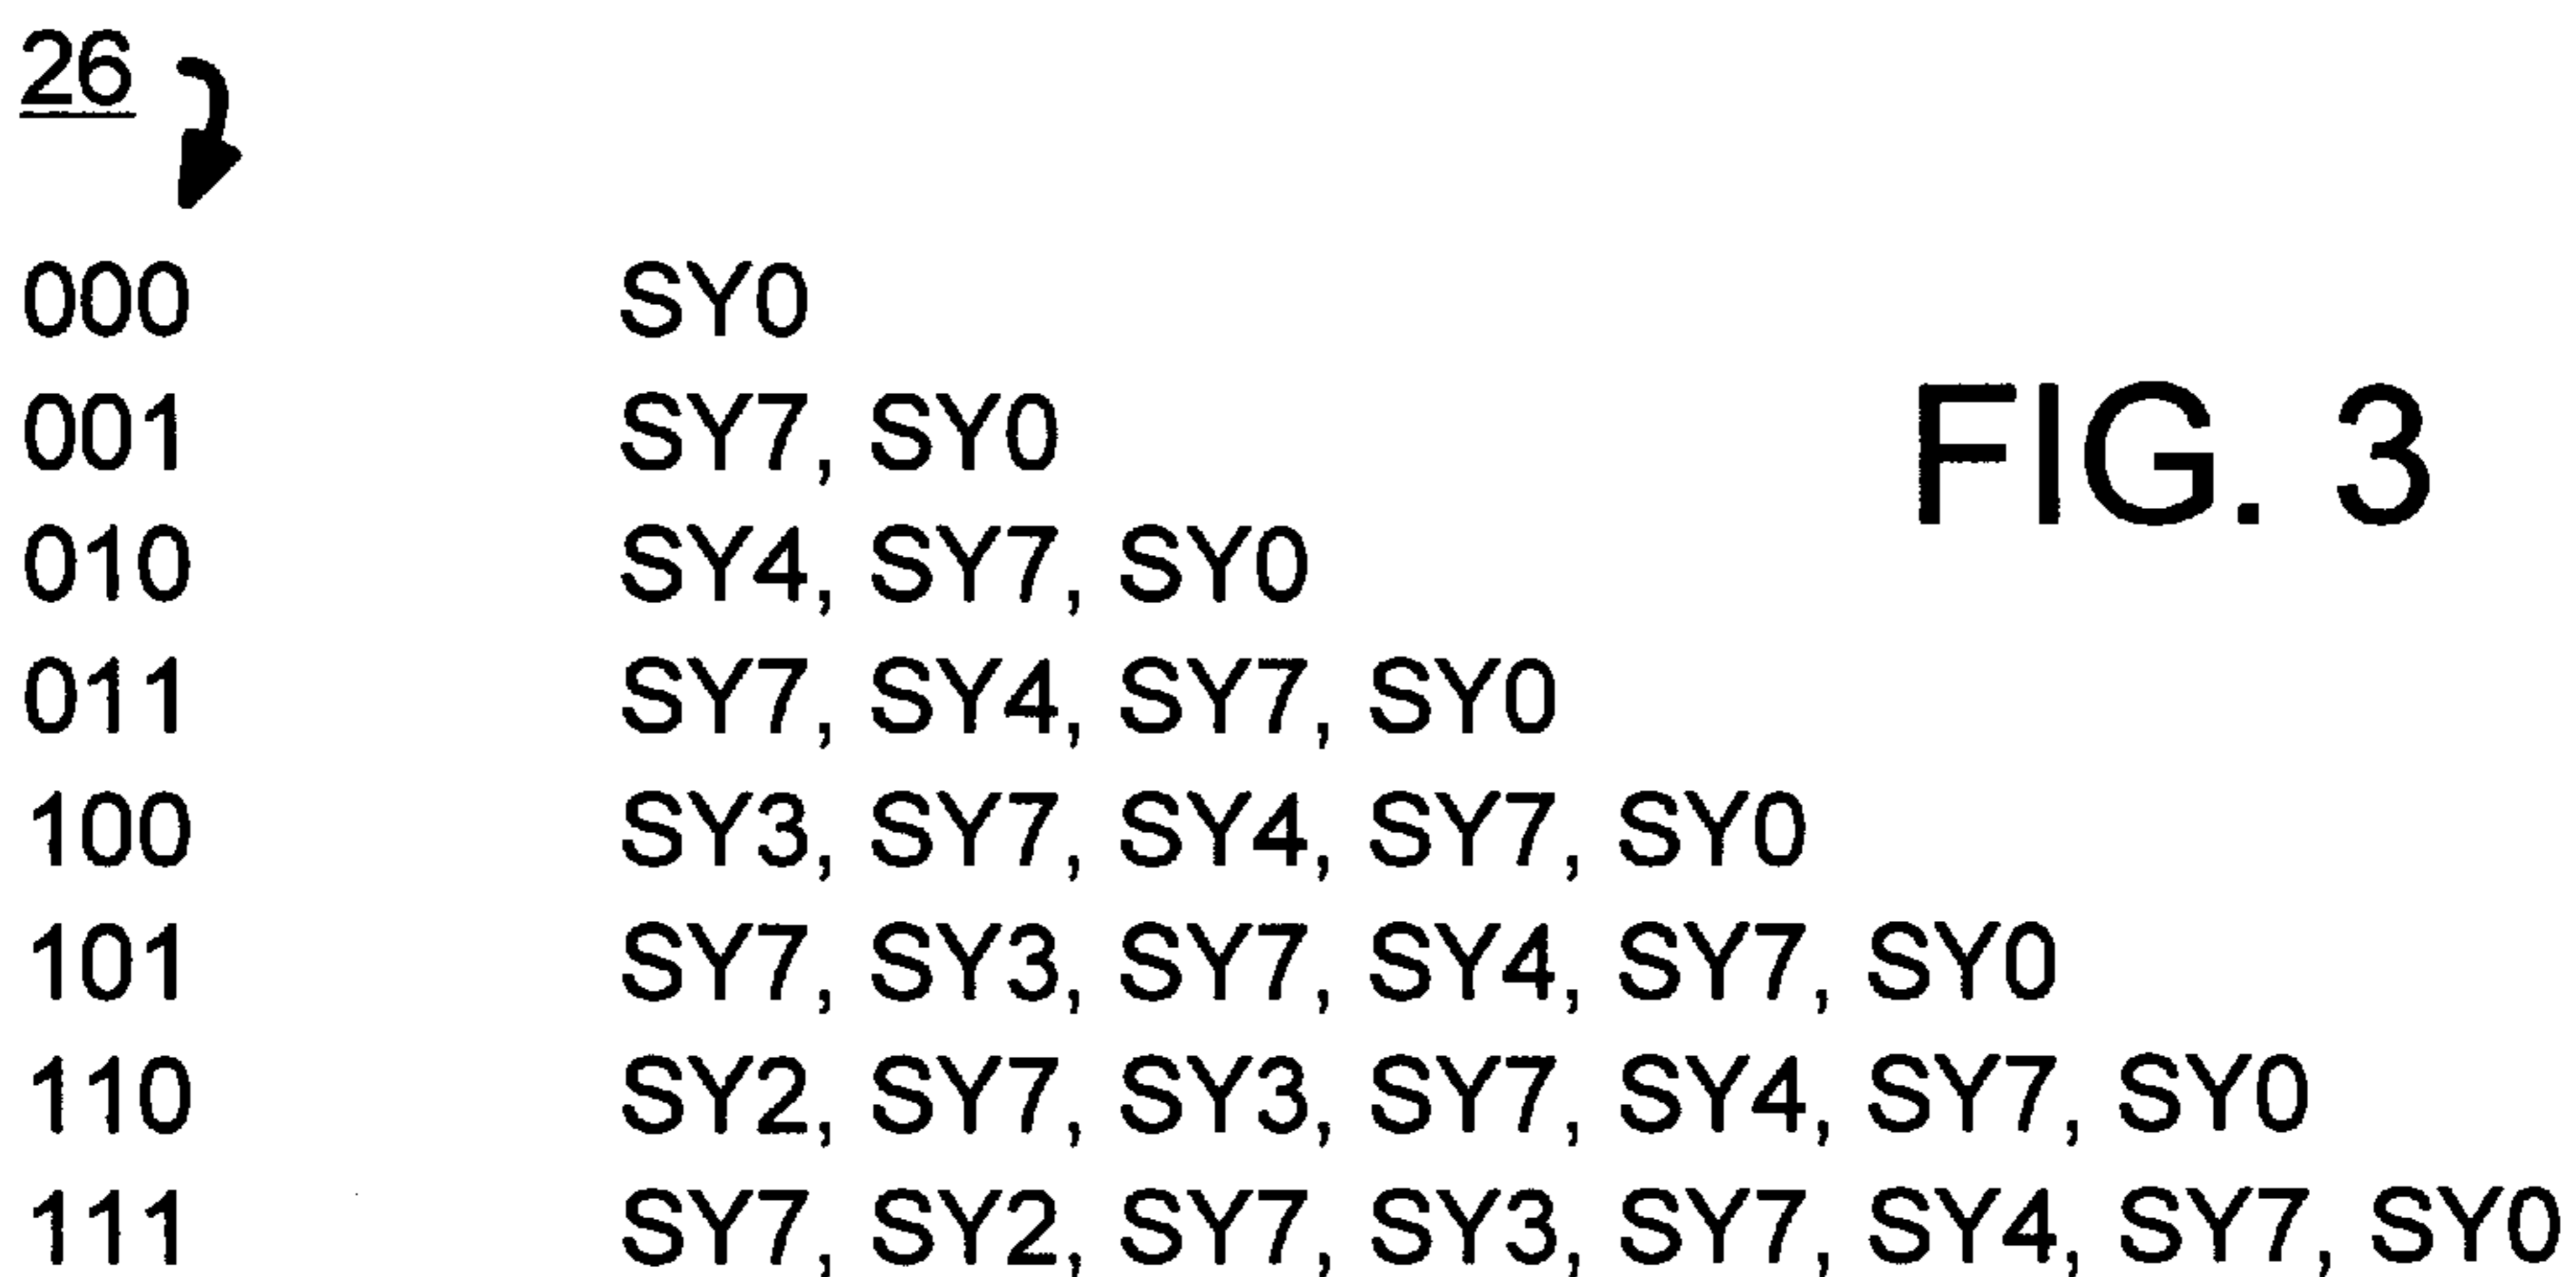 26
000 SY0
001 SY7, SY0
FIG. 3
010 SY4, SY7, SY0
011 SY7, SY4, SY7, SY0
100 SY3, SY7, SY4, SY7, SY0
101 SY7, SY3, SY7, SY4, SY7, SY0
110 SY2, SY7, SY3, SY7, SY4, SY7, SY0
111 SY7, SY2, SY7, SY3, SY7, SY4, SY7, SY0